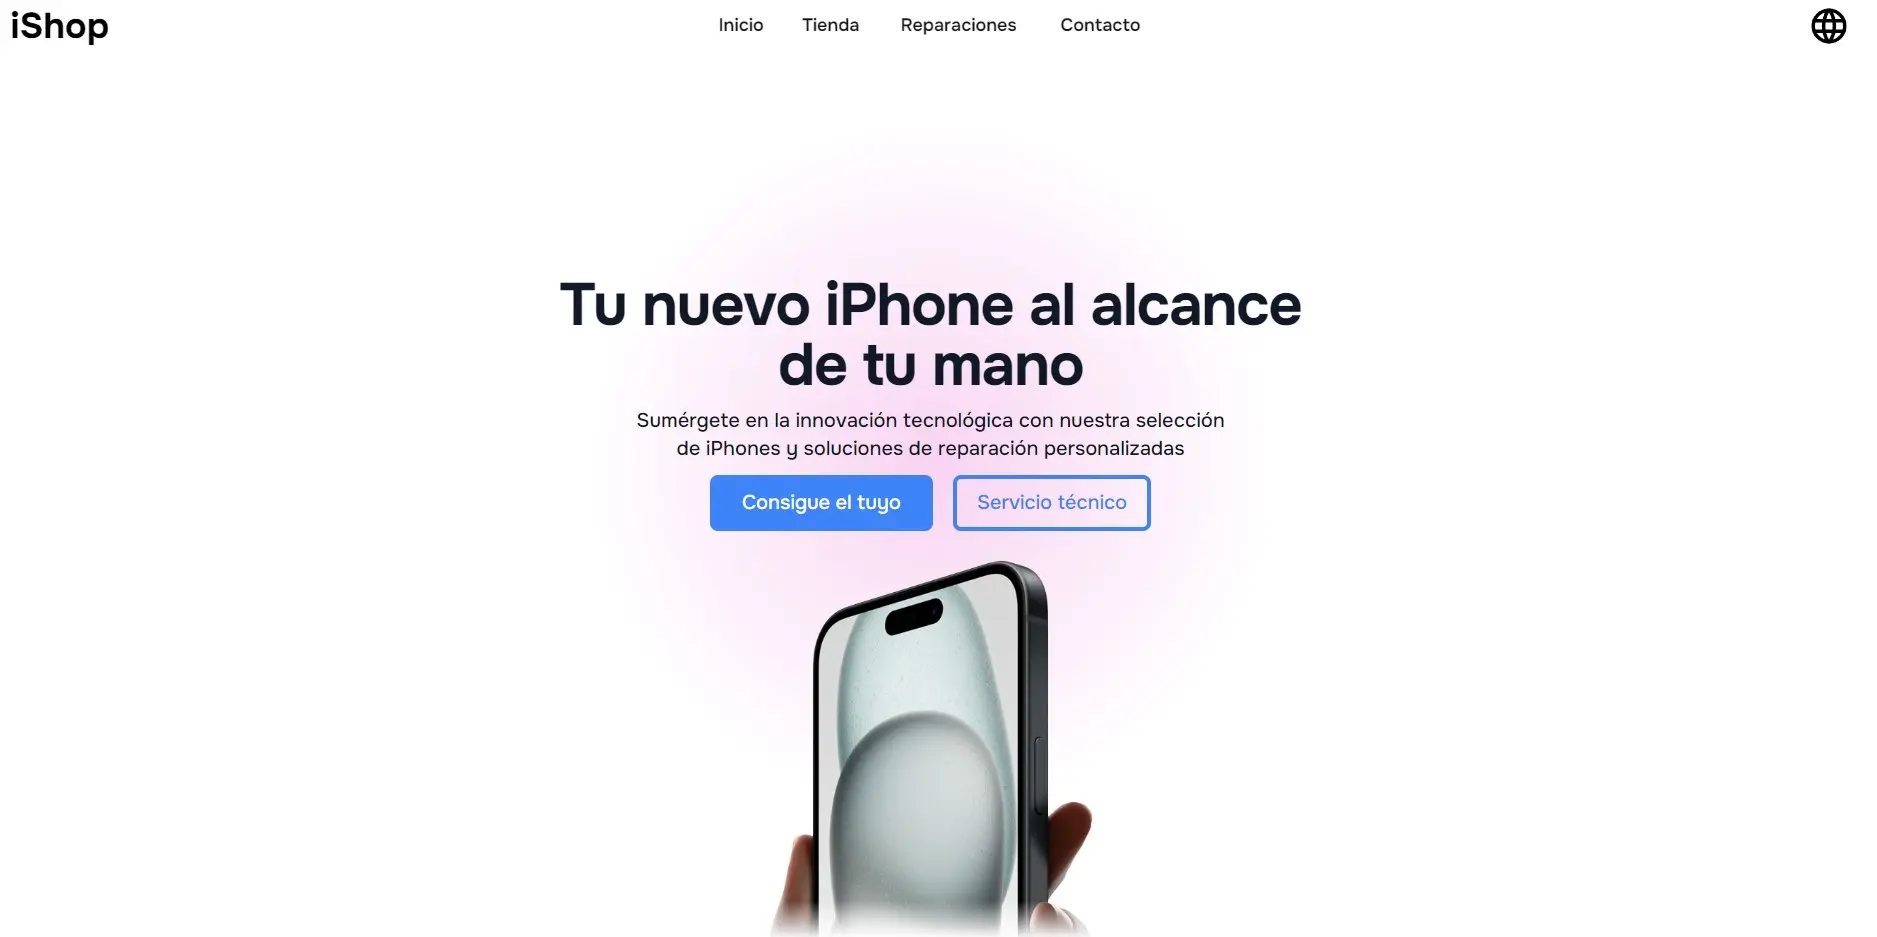 iShop
Inicio
Tienda
Reparaciones
Contacto
Tu nuevo iPhone al alcance
de tu mano
Sumérgete en la innovación tecnológica con nuestra selección
de iPhones y soluciones de reparación personalizadas
Consigue el tuyo
Servicio técnico